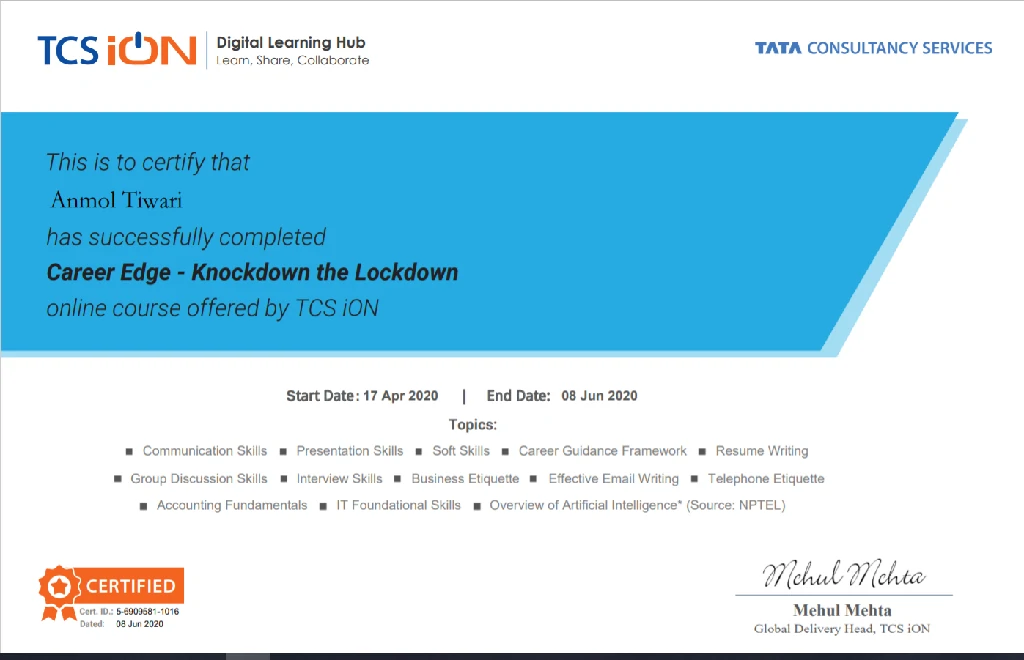 TCS iON Digital Learning Hub
Learn, Share, Collaborate
TATA CONSULTANCY SERVICES
This is to certify that
Anmol Tiwari
has successfully completed
Career Edge - Knockdown the Lockdown
online course offered by TCS iON
Start Date: 17 Apr 2020 | End Date: 08 Jun 2020
Topics:
■ Communication Skills ■ Presentation Skills ■ Soft Skills ■ Career Guidance Framework ■ Resume Writing
■ Group Discussion Skills ■ Interview Skills ■ Business Etiquette ■ Effective Email Writing ■ Telephone Etiquette
■ Accounting Fundamentals ■ IT Foundational Skills ■ Overview of Artificial Intelligence* (Source: NPTEL)
CERTIFIED
Cert. ID.: 5-6909581-1016
Dated: 08 Jun 2020
Mehul Mehta
Mehul Mehta
Global Delivery Head, TCS iON